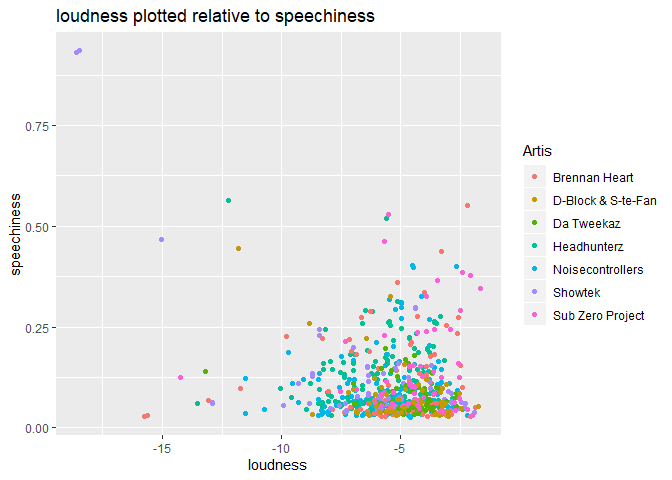 loudness plotted relative to speechiness
speechiness
0.75
0.50
0.25
0.00
-15
-10
-5
loudness
Artis
Brennan Heart
D-Block & S-te-Fan
Da Tweekaz
Headhunterz
Noisecontrollers
Showtek
Sub Zero Project